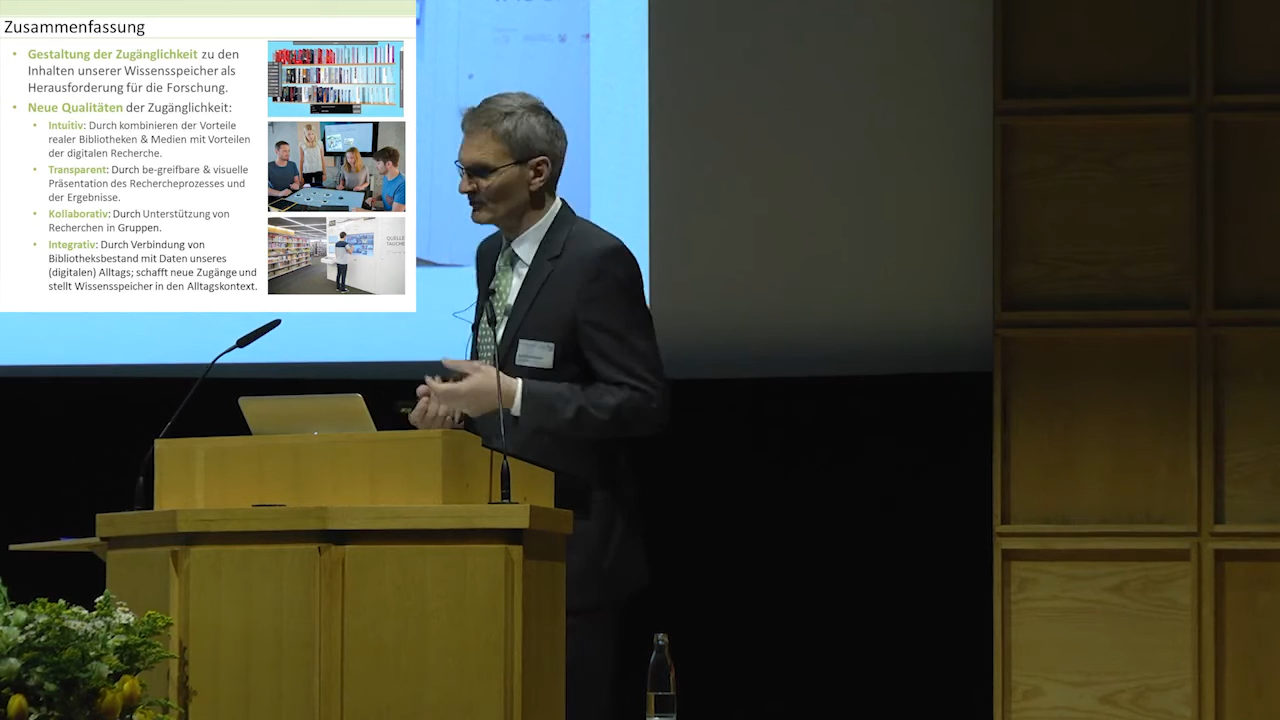 Zusammenfassung
• Gestaltung der Zugänglichkeit zu den
Inhalten unserer Wissensspeicher als
Herausforderung für die Forschung.
• Neue Qualitäten der Zugänglichkeit:
• Intuitiv: Durch kombinieren der Vorteile
realer Bibliotheken & Medien mit Vorteilen
der digitalen Recherche.
• Transparent: Durch be-greifbare & visuelle
Präsentation des Rechercheprozesses und
der Ergebnisse.
• Kollaborativ: Durch Unterstützung von
Recherchen in Gruppen.
• Integrativ: Durch Verbindung von
Bibliotheksbestand mit Daten unseres
(digitalen) Alltags; schafft neue Zugänge und
stellt Wissensspeicher in den Alltagskontext.
QUELLE
TAUCHE